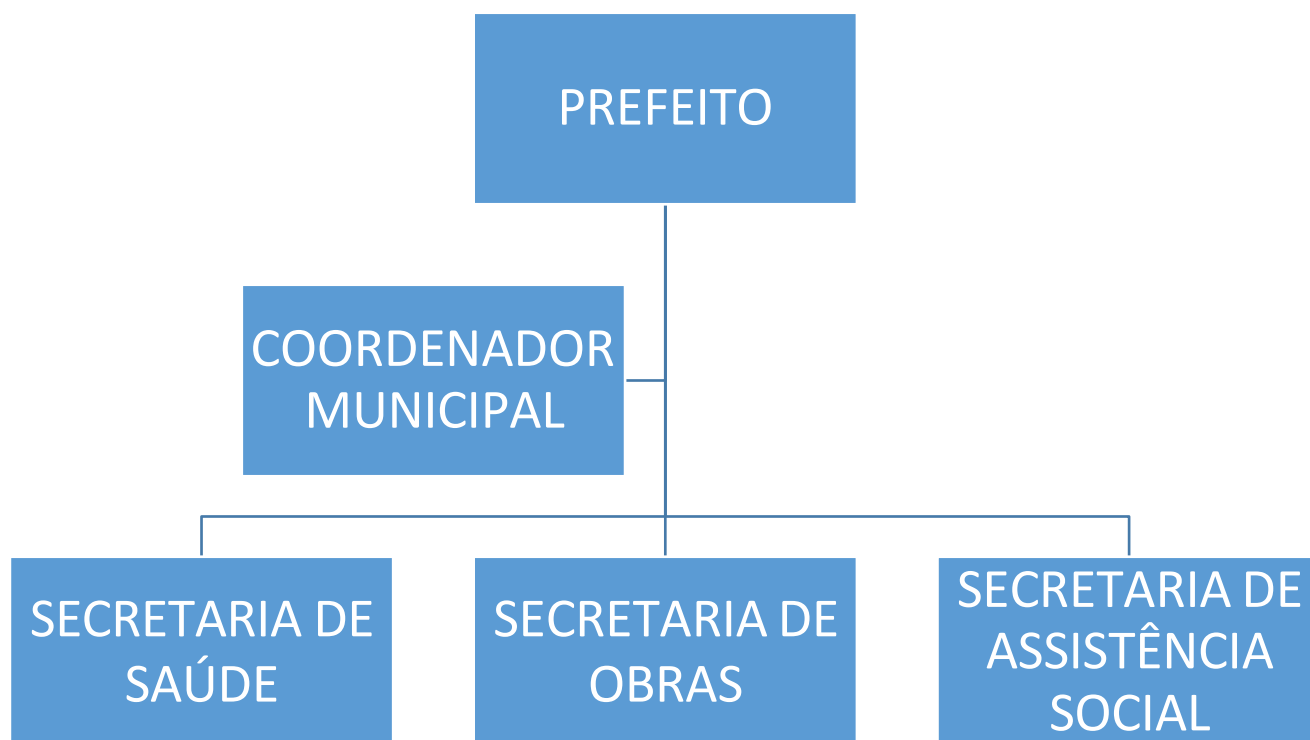 PREFEITO
COORDENADOR
MUNICIPAL
SECRETARIA DE
SAÚDE
SECRETARIA DE
OBRAS
SECRETARIA DE
ASSISTÊNCIA
SOCIAL